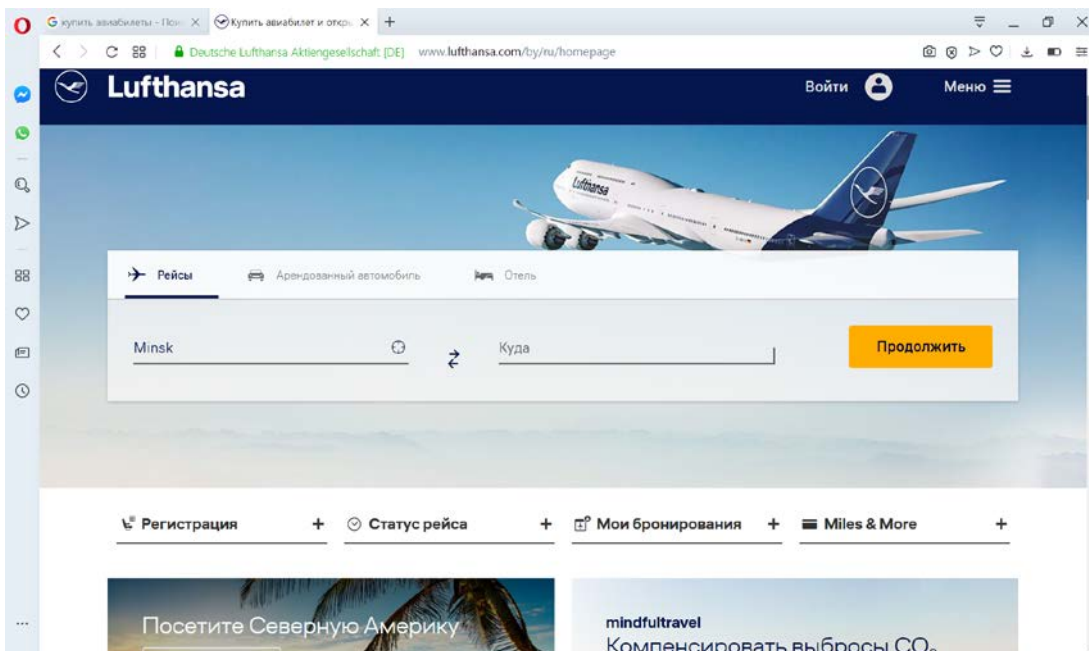 купить авиабилеты - Пои
Купить авиабилет и откры
Deutsche Lufthansa Aktiengesellschaft [DE] www.lufthansa.com/by/ru/homepage
Lufthansa
Войти
Меню
Lufthansa
Рейсы
Арендованный автомобиль
Отель
Minsk
Куда
Продолжить
Регистрация +
Статус рейса +
Мои бронирования +
Miles & More +
Посетите Северную Америку
mindfultravel
Компенсировать выбросы CO₂